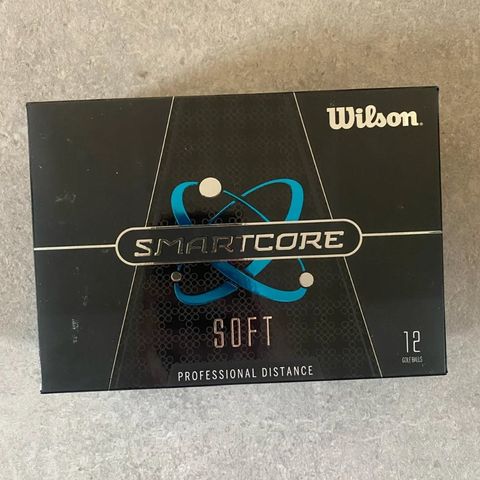 Wilson.
SMARTCORE
SOFT
PROFESSIONAL DISTANCE
12
GOLF BALLS